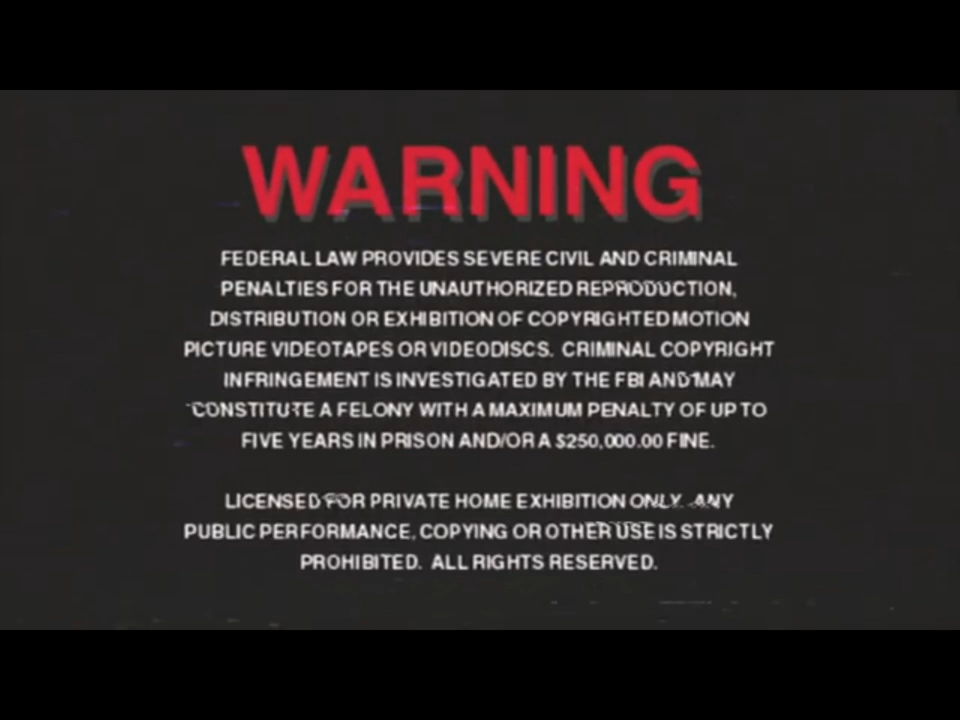 WARNING
FEDERAL LAW PROVIDES SEVERE CIVIL AND CRIMINAL
PENALTIES FOR THE UNAUTHORIZED REPRODUCTION,
DISTRIBUTION OR EXHIBITION OF COPYRIGHTED MOTION
PICTURE VIDEOTAPES OR VIDEODISCS. CRIMINAL COPYRIGHT
INFRINGEMENT IS INVESTIGATED BY THE FBI AND MAY
CONSTITUTE A FELONY WITH A MAXIMUM PENALTY OF UP TO
FIVE YEARS IN PRISON AND/OR A $250,000.00 FINE.
LICENSED FOR PRIVATE HOME EXHIBITION ONLY. ANY
PUBLIC PERFORMANCE, COPYING OR OTHER USE IS STRICTLY
PROHIBITED. ALL RIGHTS RESERVED.